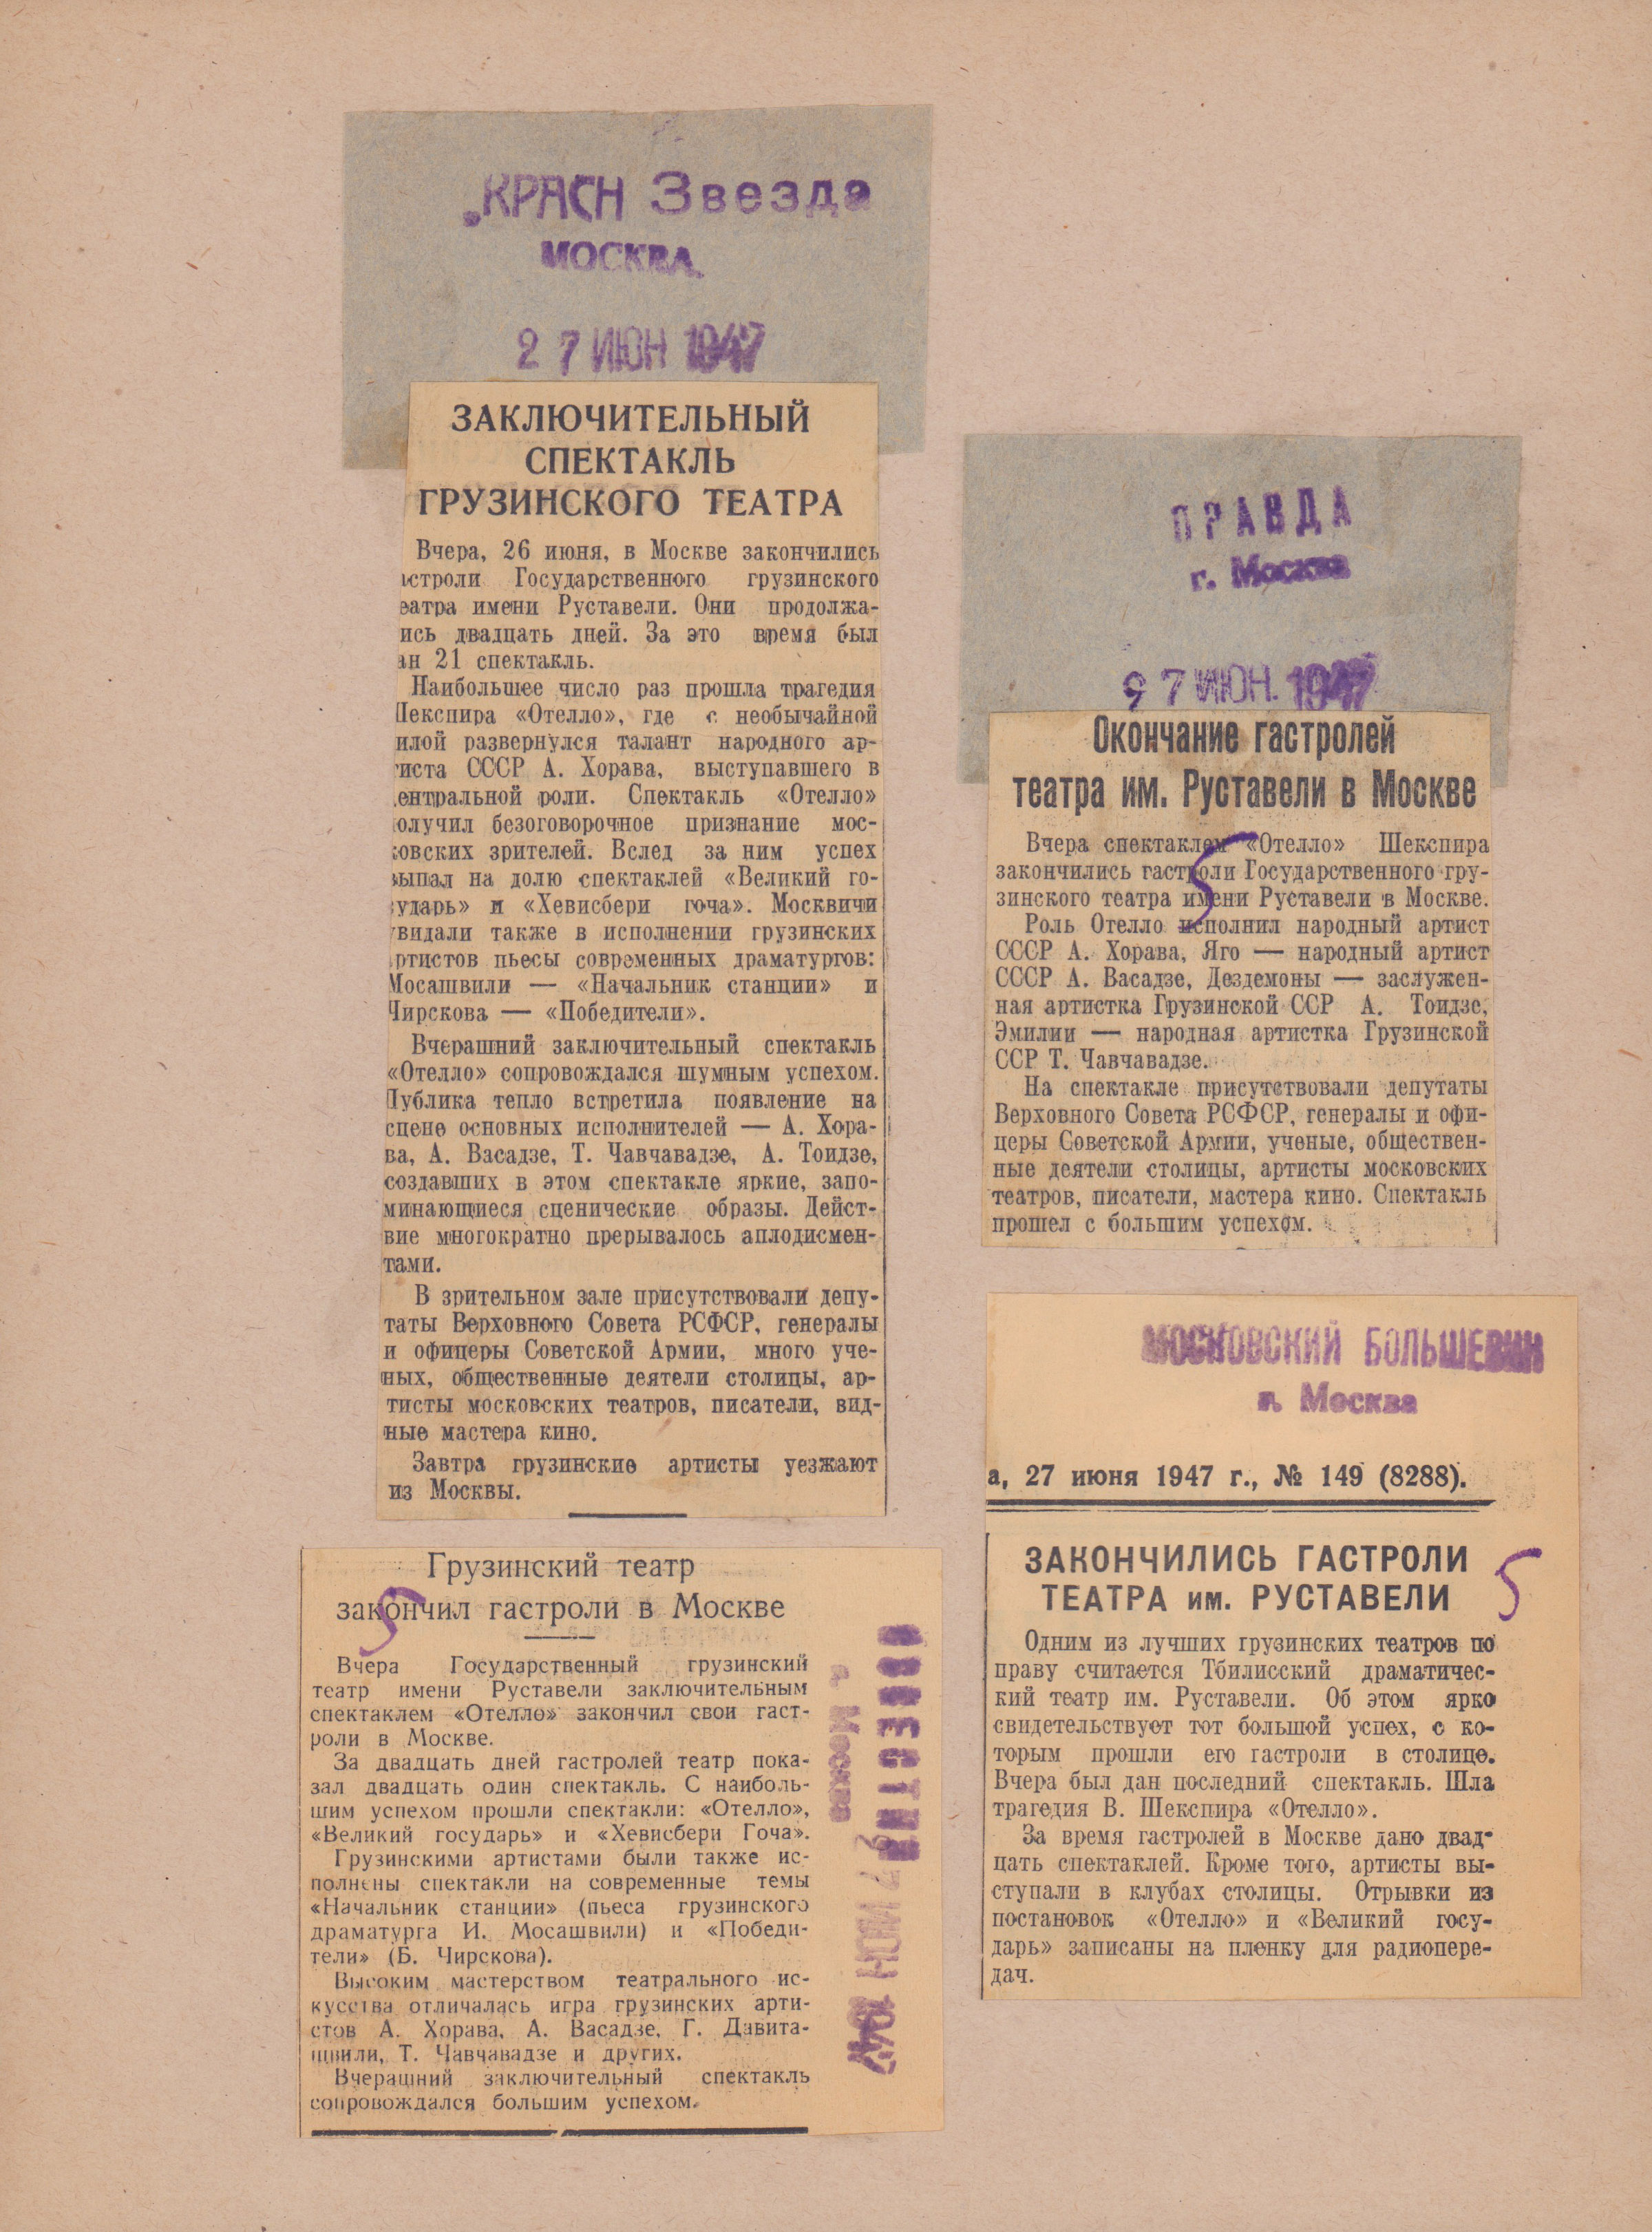 „КРАСН Звезда
МОСКВА.
27 ИЮН 1947
ЗАКЛЮЧИТЕЛЬНЫЙ
СПЕКТАКЛЬ
ГРУЗИНСКОГО ТЕАТРА
Вчера, 26 июня, в Москве закончились
астроли Государственного грузинского
еатра имени Руставели. Они продолжа-
ись двадцать дней. За это время был
ан 21 спектакль.
Наибольшее число раз прошла трагедия
Шекспира «Отелло», где с необычайной
илой развернулся талант народного ар-
тиста СССР А. Хорава, выступавшего в
центральной роли. Спектакль «Отелло»
получил безоговорочное признание мос-
ковских зрителей. Вслед за ним успех
выпал на долю спектаклей «Великий го-
сударь» и «Хевисбери гоча». Москвичи
увидали также в исполнении грузинских
артистов пьесы современных драматургов:
Мосашвили — «Начальник станции» и
Чирскова — «Победители».
Вчерашний заключительный спектакль
«Отелло» сопровождался шумным успехом.
Публика тепло встретила появление на
сцене основных исполнителей — А. Хора-
ва, А. Васадзе, Т. Чавчавадзе, А. Тоидзе,
создавших в этом спектакле яркие, запо-
минающиеся сценические образы. Дейст-
вие многократно прерывалось аплодисмен-
тами.
В зрительном зале присутствовали депу-
таты Верховного Совета РСФСР, генералы
и офицеры Советской Армии, много уче-
ных, общественные деятели столицы, ар-
тисты московских театров, писатели, вид-
ные мастера кино.
Завтра грузинские артисты уезжают
из Москвы.
Грузинский театр
закончил гастроли в Москве
5
Вчера Государственный грузинский
театр имени Руставели заключительным
спектаклем «Отелло» закончил свои гаст-
роли в Москве.
За двадцать дней гастролей театр пока-
зал двадцать один спектакль. С наиболь-
шим успехом прошли спектакли: «Отелло»,
«Великий государь» и «Хевисбери Гоча».
Грузинскими артистами были также ис-
полнены спектакли на современные темы
«Начальник станции» (пьеса грузинского
драматурга И. Мосашвили) и «Победи-
тели» (Б. Чирскова).
Высоким мастерством театрального ис-
кусства отличалась игра грузинских арти-
стов А. Хорава, А. Васадзе, Г. Давита-
швили, Т. Чавчавадзе и других.
Вчерашний заключительный спектакль
сопровождался большим успехом.
ИЗВЕСТИЯ
г. Москва
27 ИЮН 1947
ПРАВДА
г. Москва
27 ИЮН. 1947
Окончание гастролей
театра им. Руставели в Москве
5
Вчера спектаклем «Отелло» Шекспира
закончились гастроли Государственного гру-
зинского театра имени Руставели в Москве.
Роль Отелло исполнил народный артист
СССР А. Хорава, Яго — народный артист
СССР А. Васадзе, Дездемоны — заслужен-
ная артистка Грузинской ССР А. Тоидзе,
Эмилии — народная артистка Грузинской
ССР Т. Чавчавадзе.
На спектакле присутствовали депутаты
Верховного Совета РСФСР, генералы и офи-
церы Советской Армии, ученые, обществен-
ные деятели столицы, артисты московских
театров, писатели, мастера кино. Спектакль
прошел с большим успехом.
МОСКОВСКИЙ БОЛЬШЕВИК
г. Москва
а, 27 июня 1947 г., № 149 (8288).
ЗАКОНЧИЛИСЬ ГАСТРОЛИ
ТЕАТРА им. РУСТАВЕЛИ
5
Одним из лучших грузинских театров по
праву считается Тбилисский драматичес-
кий театр им. Руставели. Об этом ярко
свидетельствует тот большой успех, с ко-
торым прошли его гастроли в столице.
Вчера был дан последний спектакль. Шла
трагедия В. Шекспира «Отелло».
За время гастролей в Москве дано двад-
цать спектаклей. Кроме того, артисты вы-
ступали в клубах столицы. Отрывки из
постановок «Отелло» и «Великий госу-
дарь» записаны на пленку для радиопере-
дач.